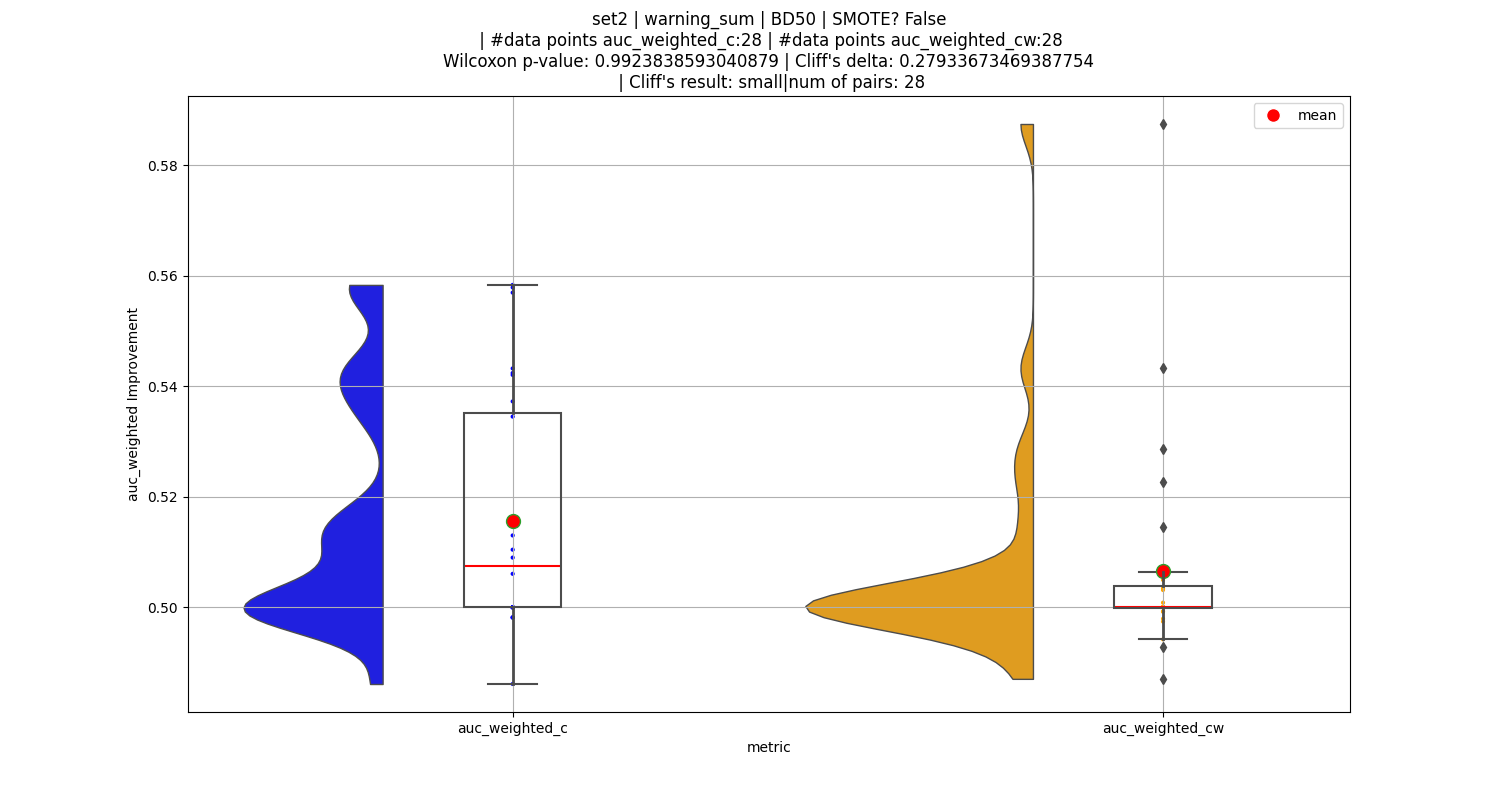 set2 | warning_sum | BD50 | SMOTE? False
| #data points auc_weighted_c:28 | #data points auc_weighted_cw:28
Wilcoxon p-value: 0.9923838593040879 | Cliff's delta: 0.27933673469387754
| Cliff's result: small|num of pairs: 28
mean
0.58
0.56
0.54
0.52
0.50
auc_weighted Improvement
auc_weighted_c
auc_weighted_cw
metric